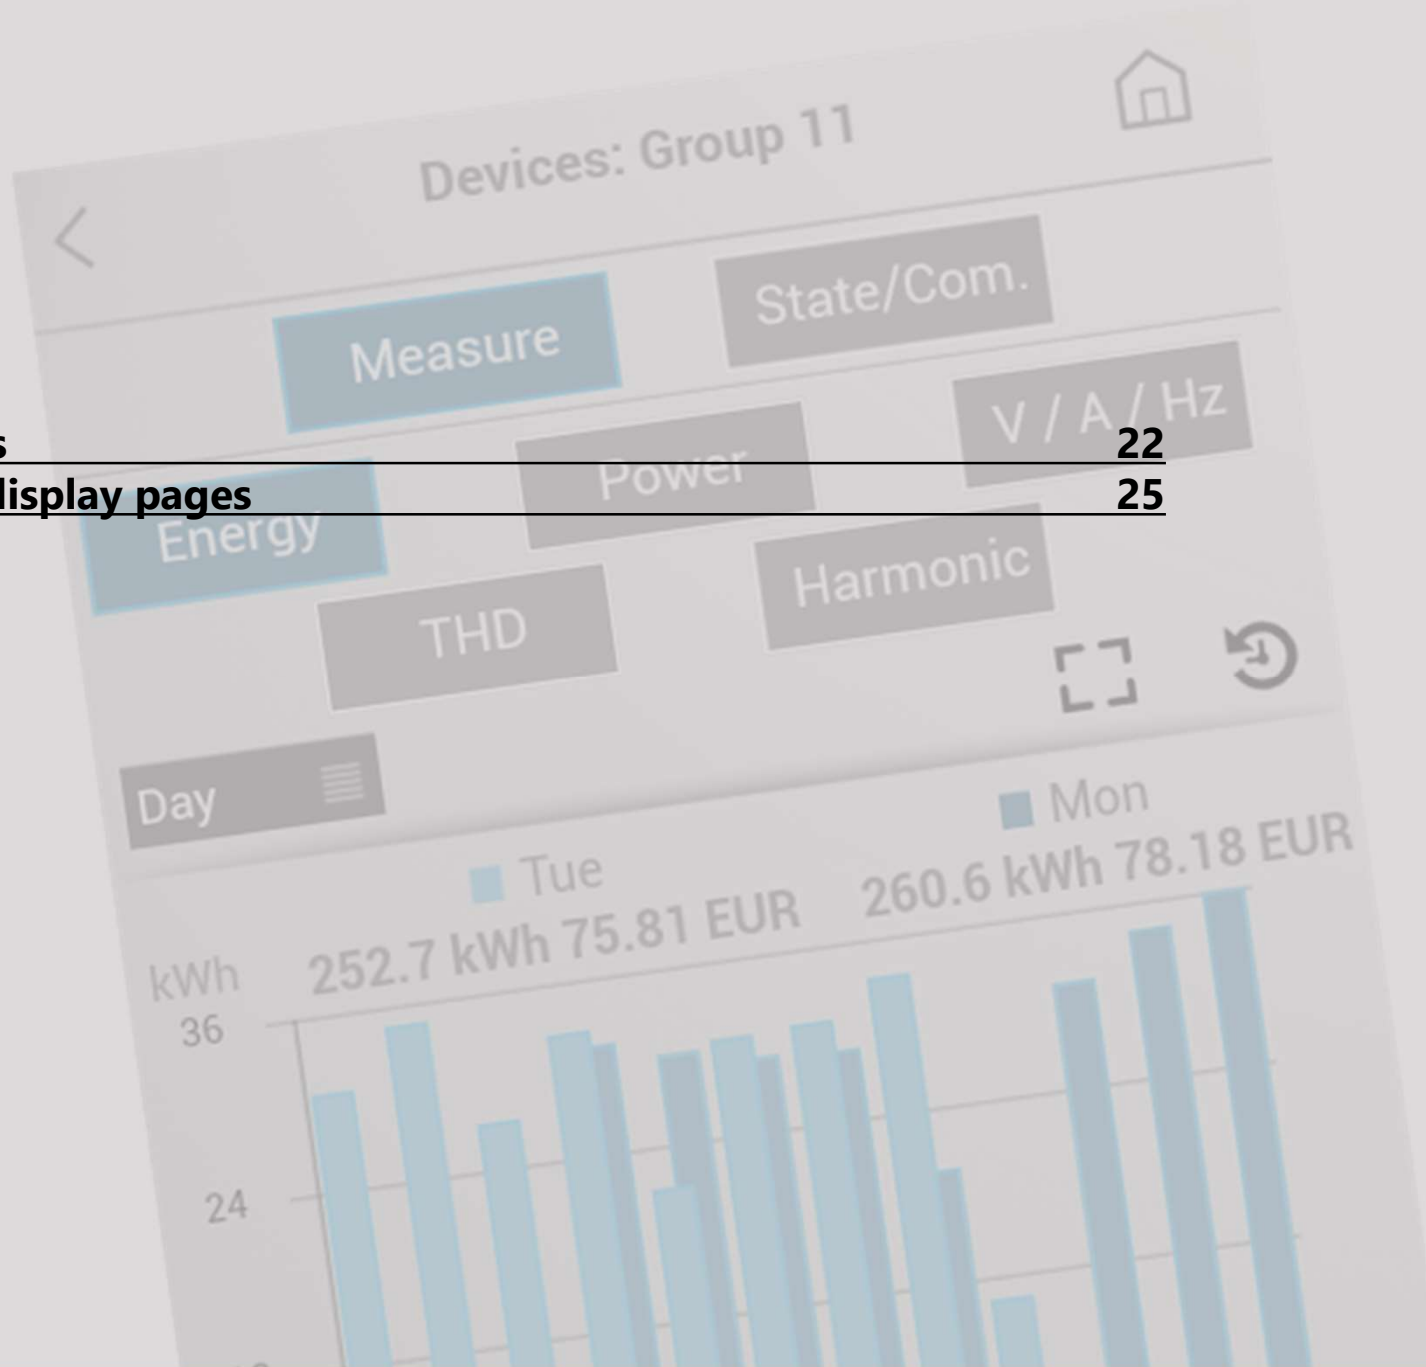 Devices: Group 11
Measure State/Com.
s 22
Energy Power V / A / Hz
display pages 25
THD Harmonic
Day
Tue Mon
252.7 kWh 75.81 EUR 260.6 kWh 78.18 EUR
kWh
36
24